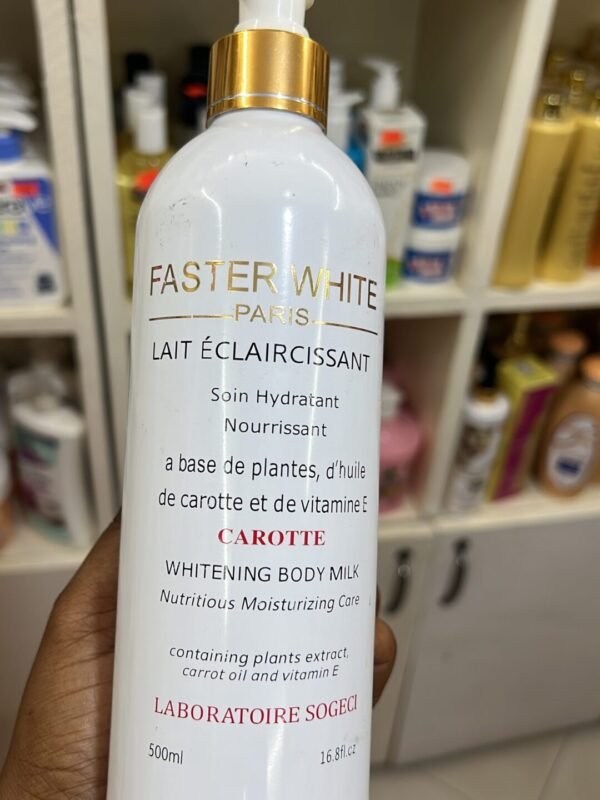 FASTER WHITE
PARIS
LAIT ÉCLAIRCISSANT
Soin Hydratant
Nourrissant
a base de plantes, d'huile
de carotte et de vitamine E
CAROTTE
WHITENING BODY MILK
Nutritious Moisturizing Care
containing plants extract,
carrot oil and vitamin E
LABORATOIRE SOGECI
500ml
16.8fl.cz